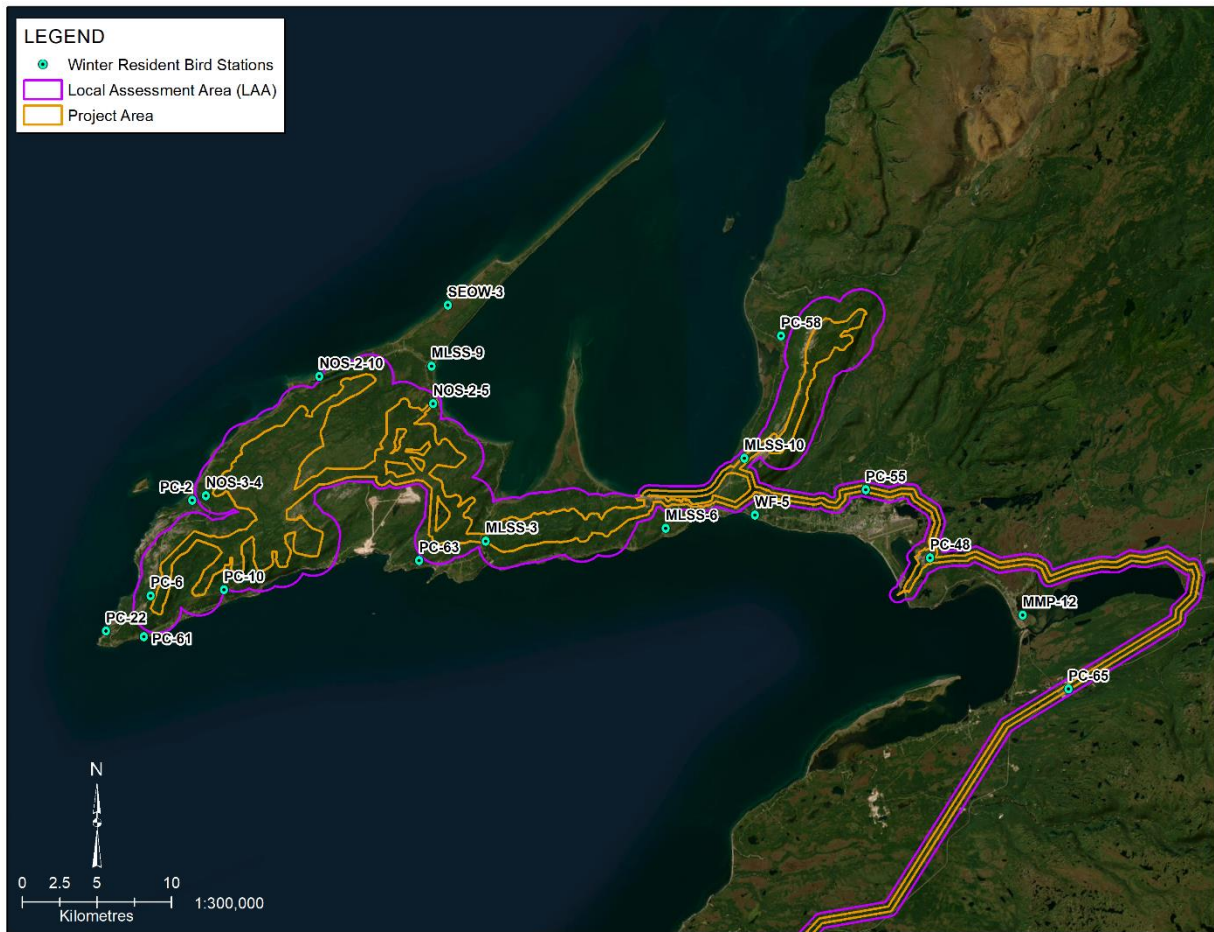 LEGEND
Winter Resident Bird Stations
Local Assessment Area (LAA)
Project Area
SEOW-3
PC-58
MLSS-9
NOS-2-10
NOS-2-5
MLSS-10
PC-2
NOS-3-4
PC-55
WF-5
MLSS-6
MLSS-3
PC-63
PC-48
PC-6
PC-10
MMP-12
PC-22
PC-61
PC-65
N
0 2.5 5 10
1:300,000
Kilometres